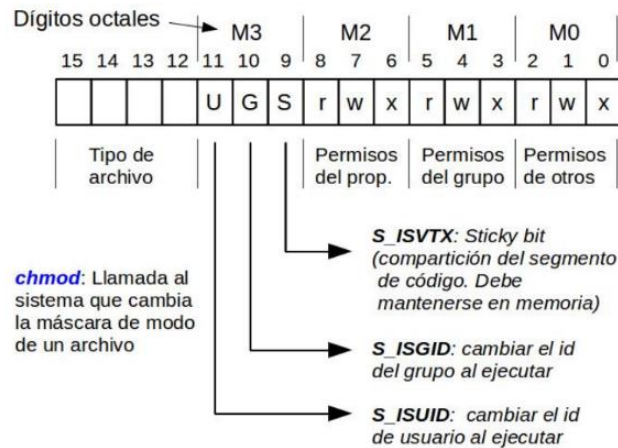 Dígitos octales
M3 M2 M1 M0
15 14 13 12 11 10 9 8 7 6 5 4 3 2 1 0
U G S r w x r w x r w x
Tipo de
archivo
Permisos
del prop.
Permisos
del grupo
Permisos
de otros
S_ISVTX: Sticky bit
(compartición del segmento
de código. Debe
mantenerse en memoria)
chmod: Llamada al
sistema que cambia
la máscara de modo
de un archivo
S_ISGID: cambiar el id
del grupo al ejecutar
S_ISUID: cambiar el id
de usuario al ejecutar